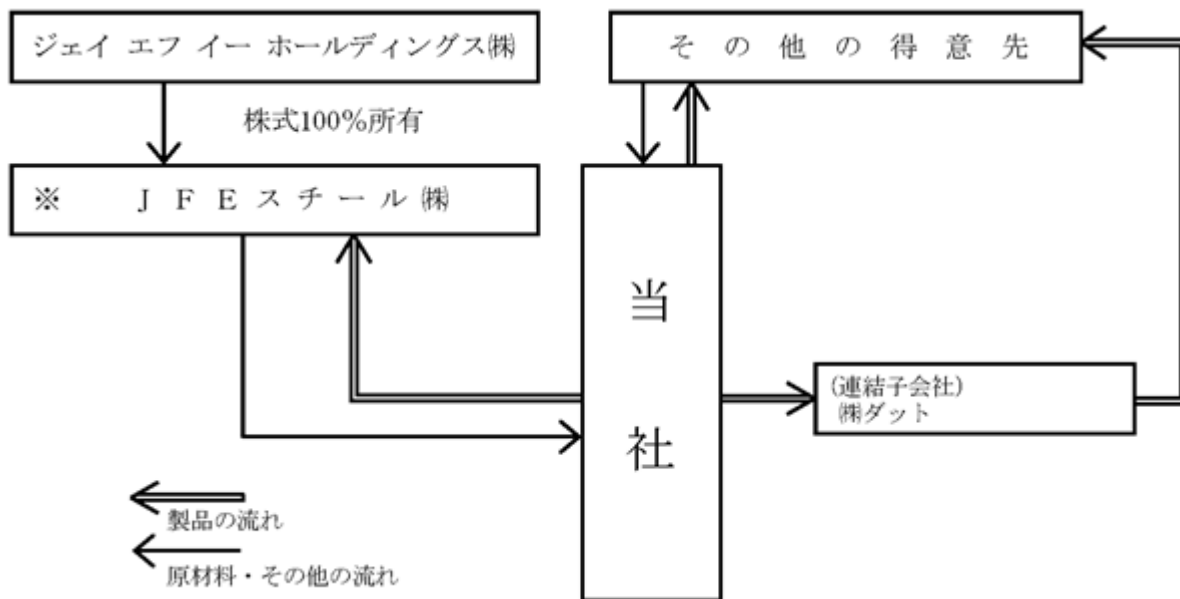 ジェイ エフ イー ホールディングス㈱
そ の 他 の 得 意 先
株式100%所有
※ J F E ス チ ー ル ㈱
当
社
(連結子会社)
㈱ダット
製品の流れ
原材料・その他の流れ